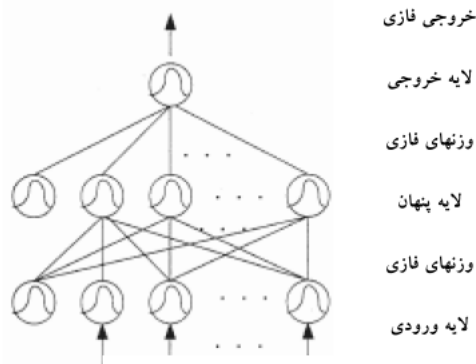 خروجی فازی
لایه خروجی
وزنهای فازی
لایه پنهان
وزنهای فازی
لایه ورودی